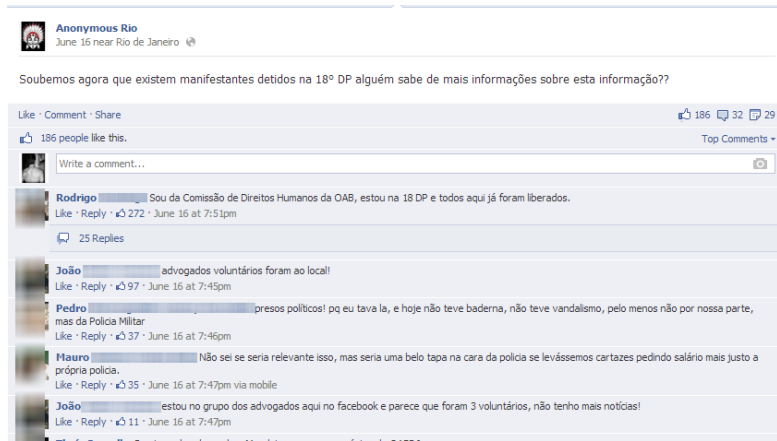 Anonymous Rio
June 16 near Rio de Janeiro
Soubemos agora que existem manifestantes detidos na 18º DP alguém sabe de mais informações sobre esta informação??
Like · Comment · Share 186 32 29
186 people like this. Top Comments
Write a comment...
Rodrigo Sou da Comissão de Direitos Humanos da OAB, estou na 18 DP e todos aqui já foram liberados.
Like · Reply · 272 · June 16 at 7:51pm
25 Replies
João advogados voluntários foram ao local!
Like · Reply · 97 · June 16 at 7:45pm
Pedro presos políticos! pq eu tava la, e hoje não teve baderna, não teve vandalismo, pelo menos não por nossa parte,
mas da Policia Militar
Like · Reply · 37 · June 16 at 7:46pm
Mauro Não sei se seria relevante isso, mas seria uma belo tapa na cara da policia se levássemos cartazes pedindo salário mais justo a
própria policia.
Like · Reply · 35 · June 16 at 7:47pm via mobile
João estou no grupo dos advogados aqui no facebook e parece que foram 3 voluntários, não tenho mais notícias!
Like · Reply · 11 · June 16 at 7:47pm